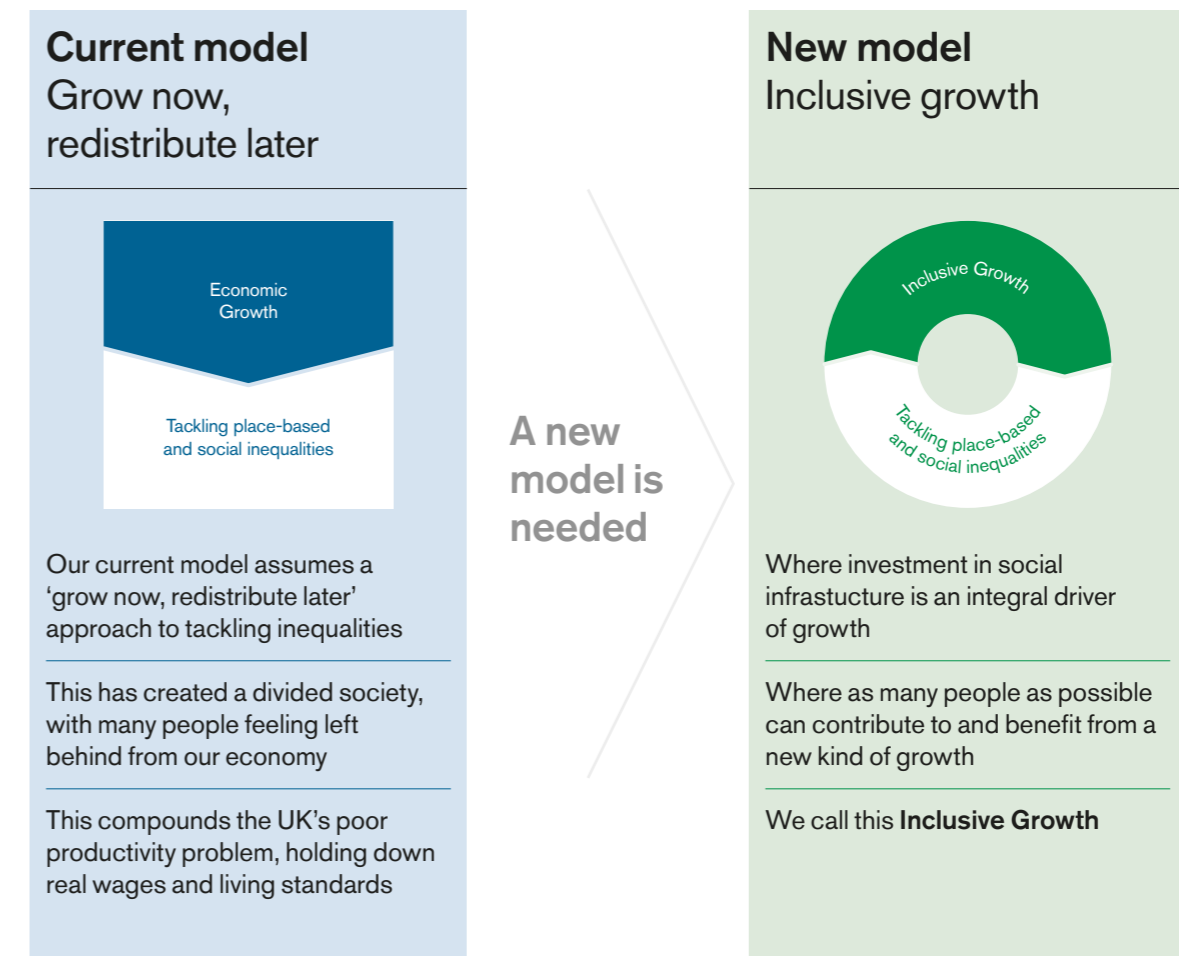 Current model
Grow now,
redistribute later
Economic
Growth
Tackling place-based
and social inequalities
Our current model assumes a
‘grow now, redistribute later’
approach to tackling inequalities
This has created a divided society,
with many people feeling left
behind from our economy
This compounds the UK’s poor
productivity problem, holding down
real wages and living standards
A new
model is
needed
New model
Inclusive growth
Inclusive Growth
Tackling place-based
and social inequalities
Where investment in social
infrastucture is an integral driver
of growth
Where as many people as possible
can contribute to and benefit from a
new kind of growth
We call this Inclusive Growth